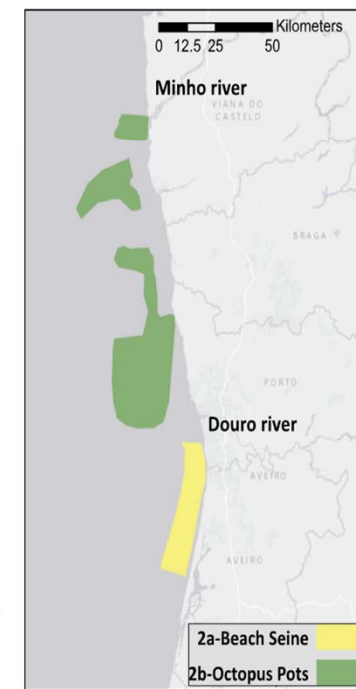 Kilometers
0 12.5 25 50
Minho river
VIANA DO
CASTELO
BRAGA
PORTO
Douro river
AVEIRO
AVEIRO
2a-Beach Seine
2b-Octopus Pots